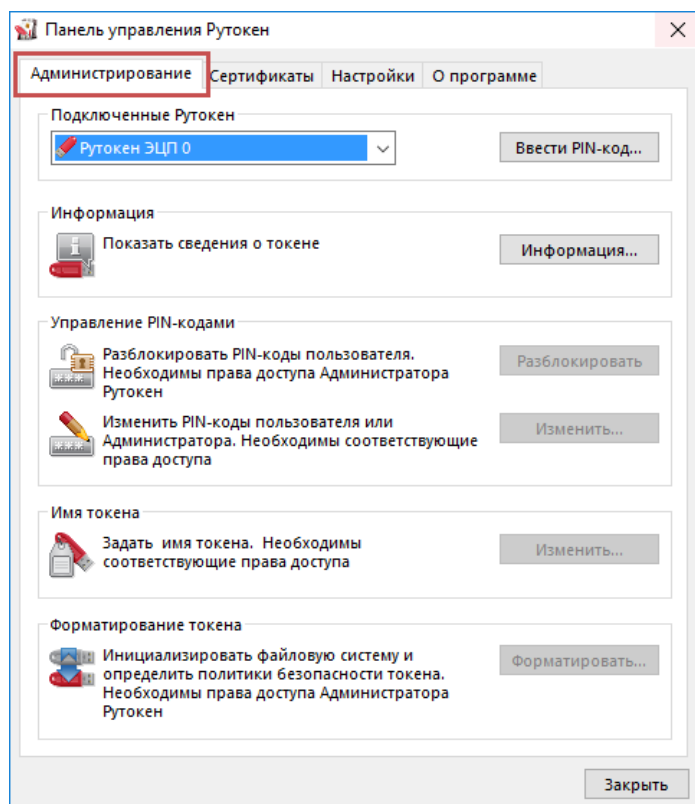 Панель управления Рутокен
Администрирование Сертификаты Настройки О программе
Подключенные Рутокен
Рутокен ЭЦП 0
Ввести PIN-код...
Информация
Показать сведения о токене
Информация...
Управление PIN-кодами
Разблокировать PIN-коды пользователя.
Необходимы права доступа Администратора
Рутокен
Разблокировать
Изменить PIN-коды пользователя или
Администратора. Необходимы соответствующие
права доступа
Изменить...
Имя токена
Задать имя токена. Необходимы
соответствующие права доступа
Изменить...
Форматирование токена
Инициализировать файловую систему и
определить политики безопасности токена.
Необходимы права доступа Администратора
Рутокен
Форматировать...
Закрыть